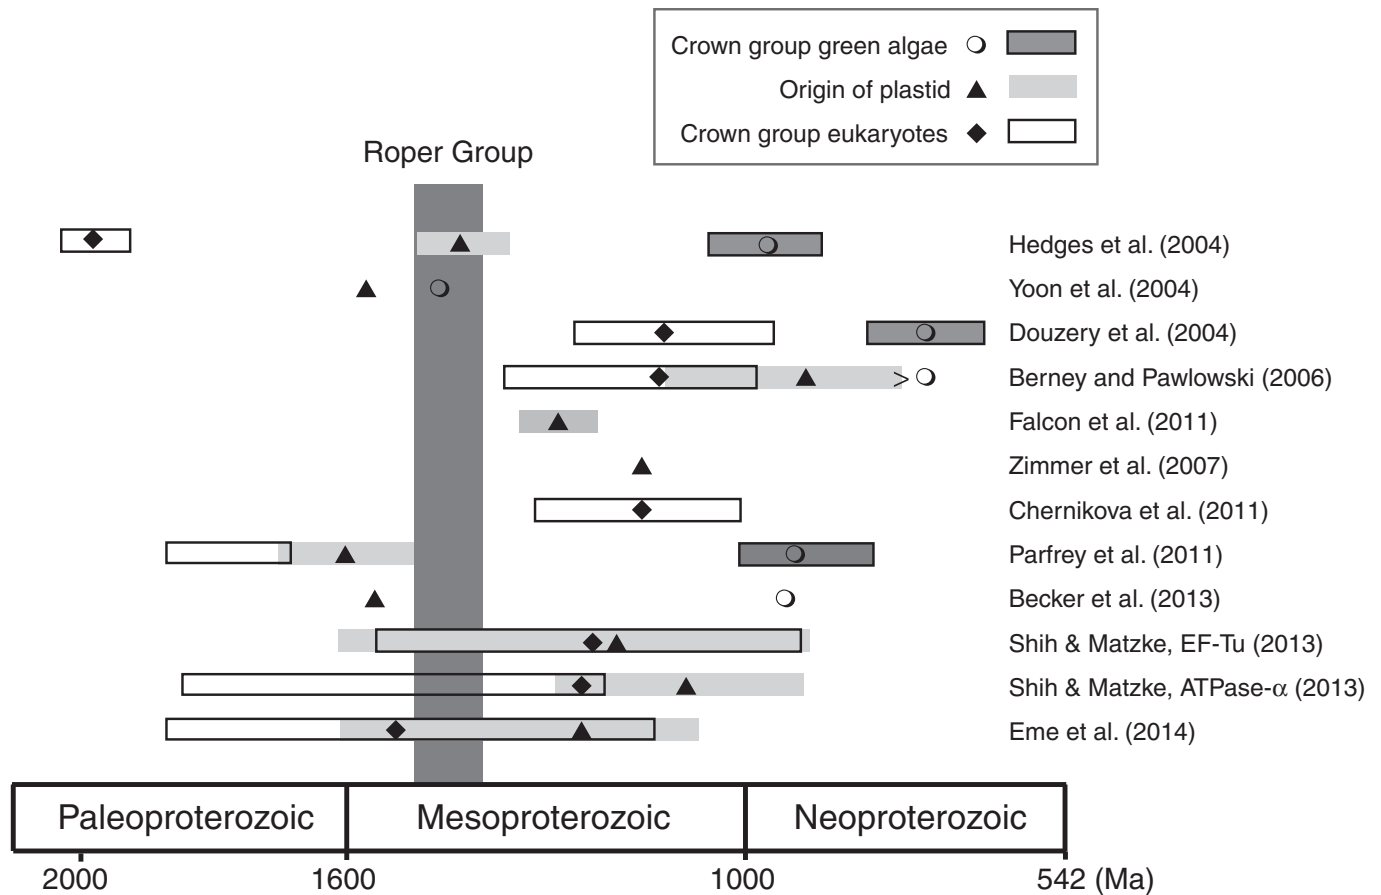 Crown group green algae
Origin of plastid
Crown group eukaryotes
Roper Group
Hedges et al. (2004)
Yoon et al. (2004)
Douzery et al. (2004)
> Berney and Pawlowski (2006)
Falcon et al. (2011)
Zimmer et al. (2007)
Chernikova et al. (2011)
Parfrey et al. (2011)
Becker et al. (2013)
Shih & Matzke, EF-Tu (2013)
Shih & Matzke, ATPase-α (2013)
Eme et al. (2014)
Paleoproterozoic Mesoproterozoic Neoproterozoic
2000 1600 1000 542 (Ma)